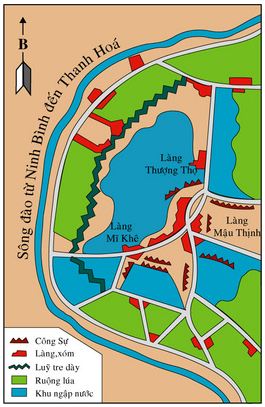 B
Sông đào từ Ninh Bình đến Thanh Hoá
Làng
Thượng Thọ
Làng
Mĩ Khê
Làng
Mậu Thịnh
Công Sự
Làng,xóm
Luỹ tre dày
Ruộng lúa
Khu ngập nước